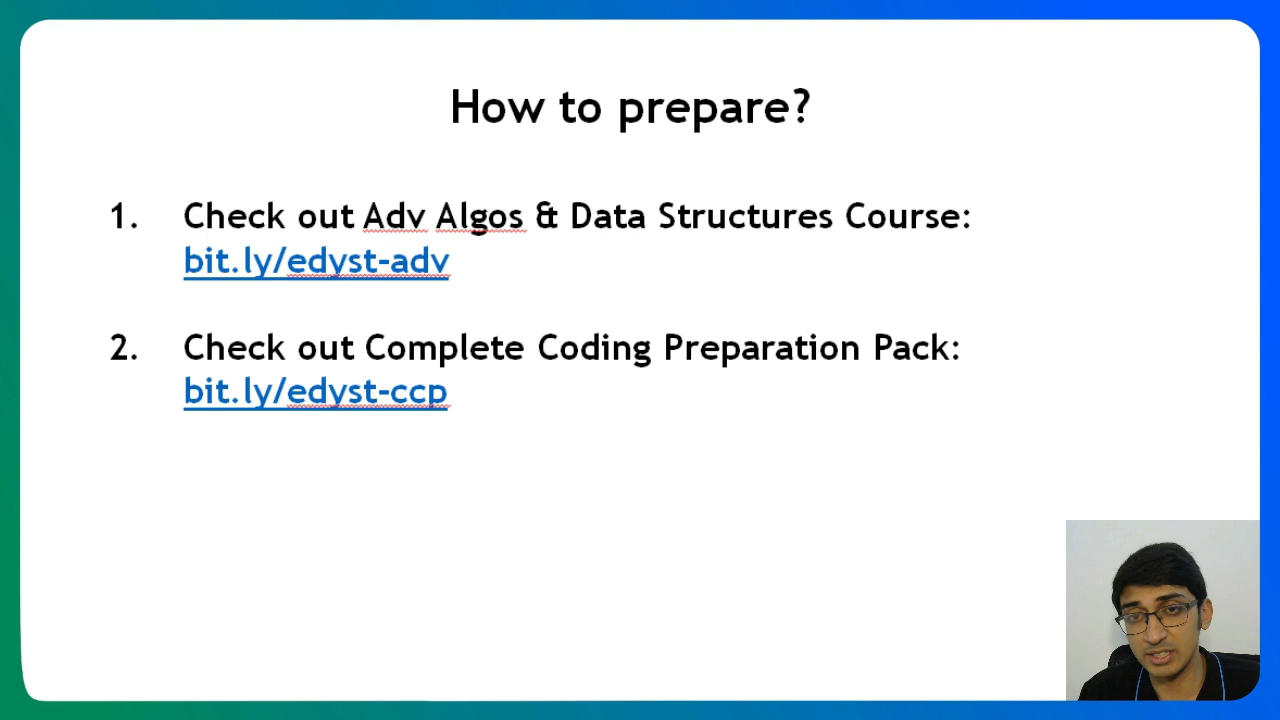 How to prepare?
1. Check out Adv Algos & Data Structures Course:
bit.ly/edyst-adv
2. Check out Complete Coding Preparation Pack:
bit.ly/edyst-ccp